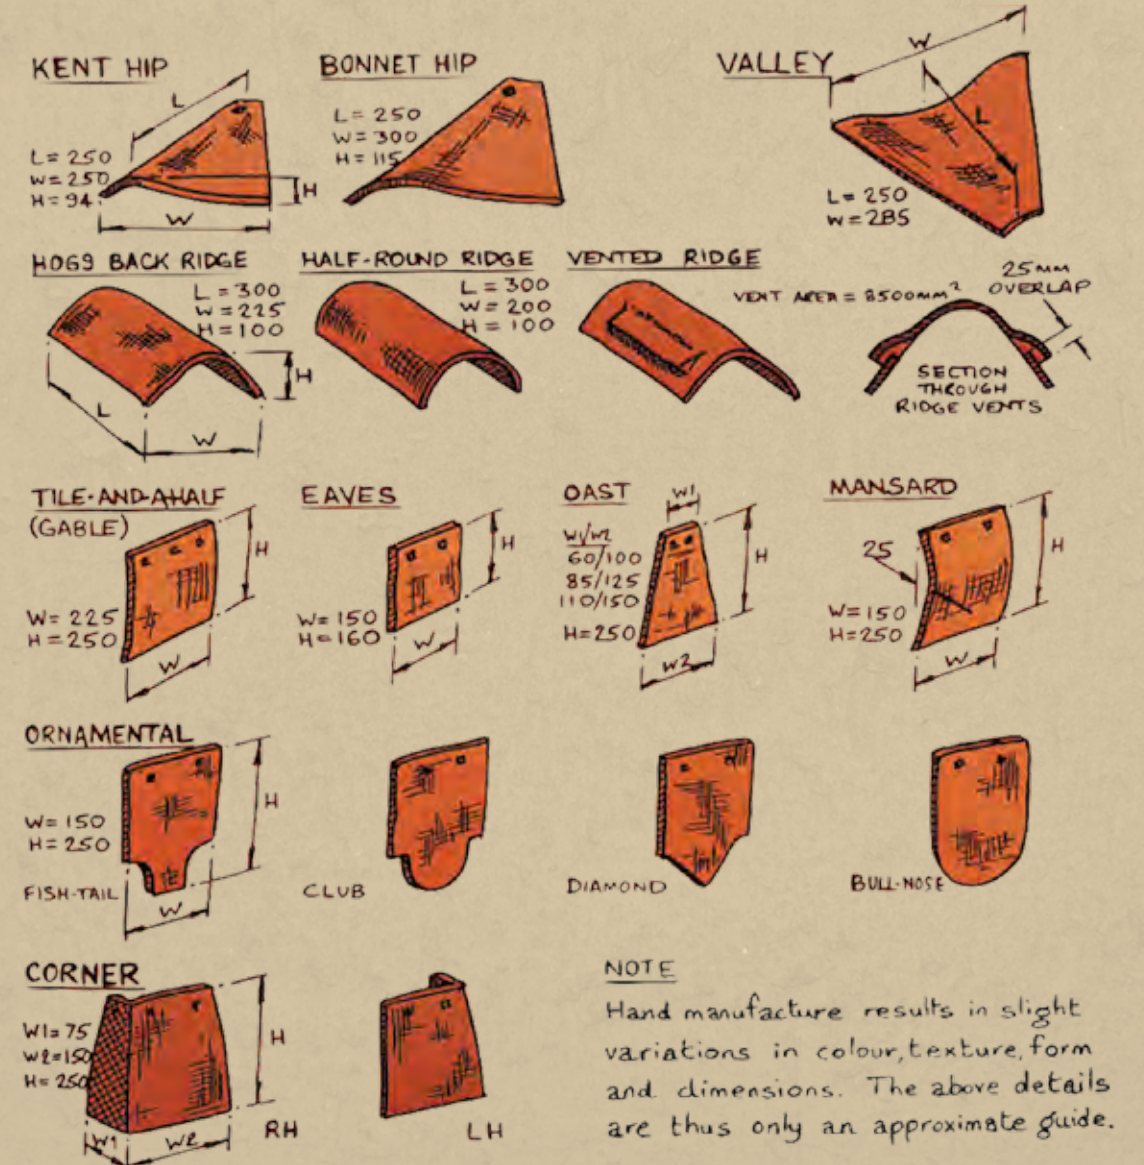 KENT HIP
L
L = 250
W = 250
H = 94
H
W
BONNET HIP
L = 250
W = 300
H = 115
VALLEY
W
L
L = 250
W = 285
HOGS BACK RIDGE
L = 300
W = 225
H = 100
H
L
W
HALF-ROUND RIDGE
L = 300
W = 200
H = 100
VENTED RIDGE
VENT AREA = 8500MM²
25MM
OVERLAP
SECTION
THROUGH
RIDGE VENTS
TILE-AND-AHALF
(GABLE)
H
W = 225
H = 250
W
EAVES
H
W = 150
H = 160
W
OAST
W1
W1/W2
60/100
85/125
110/150
H = 250
H
W2
MANSARD
25
H
W = 150
H = 250
W
ORNAMENTAL
H
W = 150
H = 250
FISH-TAIL
W
CLUB
DIAMOND
BULL-NOSE
CORNER
W1 = 75
W2 = 150
H = 250
H
W1
W2
RH
LH
NOTE
Hand manufacture results in slight
variations in colour, texture, form
and dimensions. The above details
are thus only an approximate guide.